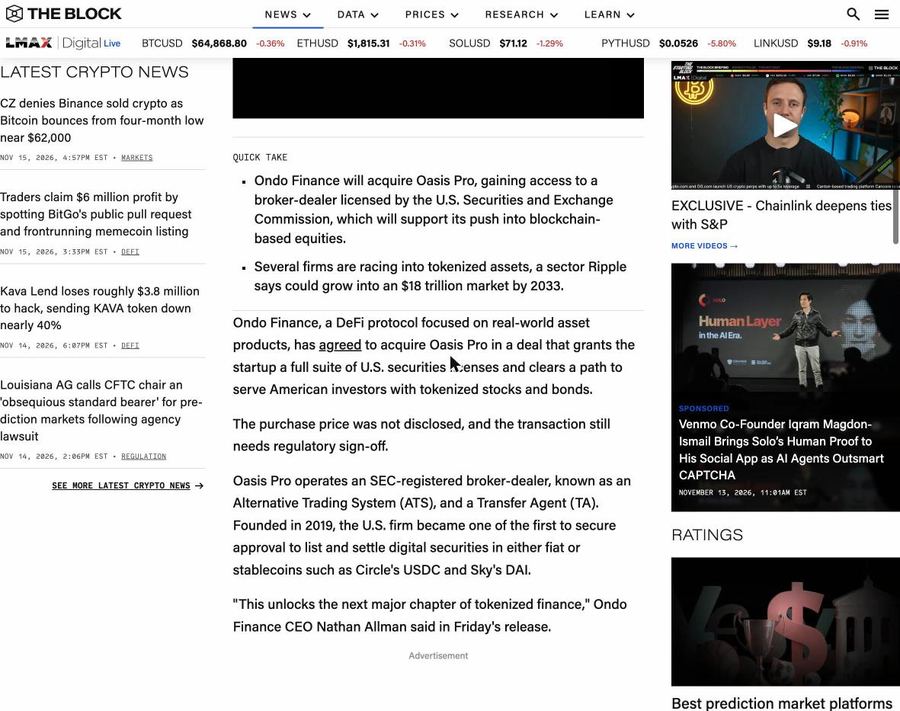 THE BLOCK
NEWS
DATA
PRICES
RESEARCH
LEARN
LMAX Digital Live
BTCUSD $64,868.80 -0.36%
ETHUSD $1,815.31 -0.31%
SOLUSD $71.12 -1.29%
PYTHUSD $0.0526 -5.80%
LINKUSD $9.18 -0.91%
LATEST CRYPTO NEWS
CZ denies Binance sold crypto as
Bitcoin bounces from four-month low
near $62,000
NOV 15, 2026, 4:57PM EST • MARKETS
Traders claim $6 million profit by
spotting BitGo's public pull request
and frontrunning memecoin listing
NOV 15, 2026, 3:33PM EST • DEFI
Kava Lend loses roughly $3.8 million
to hack, sending KAVA token down
nearly 40%
NOV 14, 2026, 6:07PM EST • DEFI
Louisiana AG calls CFTC chair an
'obsequious standard bearer' for pre-
diction markets following agency
lawsuit
NOV 14, 2026, 2:06PM EST • REGULATION
SEE MORE LATEST CRYPTO NEWS →
QUICK TAKE
▪ Ondo Finance will acquire Oasis Pro, gaining access to a
broker-dealer licensed by the U.S. Securities and Exchange
Commission, which will support its push into blockchain-
based equities.
▪ Several firms are racing into tokenized assets, a sector Ripple
says could grow into an $18 trillion market by 2033.
Ondo Finance, a DeFi protocol focused on real-world asset
products, has agreed to acquire Oasis Pro in a deal that grants the
startup a full suite of U.S. securities licenses and clears a path to
serve American investors with tokenized stocks and bonds.
The purchase price was not disclosed, and the transaction still
needs regulatory sign-off.
Oasis Pro operates an SEC-registered broker-dealer, known as an
Alternative Trading System (ATS), and a Transfer Agent (TA).
Founded in 2019, the U.S. firm became one of the first to secure
approval to list and settle digital securities in either fiat or
stablecoins such as Circle's USDC and Sky's DAI.
"This unlocks the next major chapter of tokenized finance," Ondo
Finance CEO Nathan Allman said in Friday's release.
Advertisement
LMAX Digital
EXCLUSIVE - Chainlink deepens ties
with S&P
MORE VIDEOS →
Human Layer
in the AI Era.
SPONSORED
Venmo Co-Founder Iqram Magdon-
Ismail Brings Solo's Human Proof to
His Social App as AI Agents Outsmart
CAPTCHA
NOVEMBER 13, 2026, 11:01AM EST
RATINGS
Best prediction market platforms